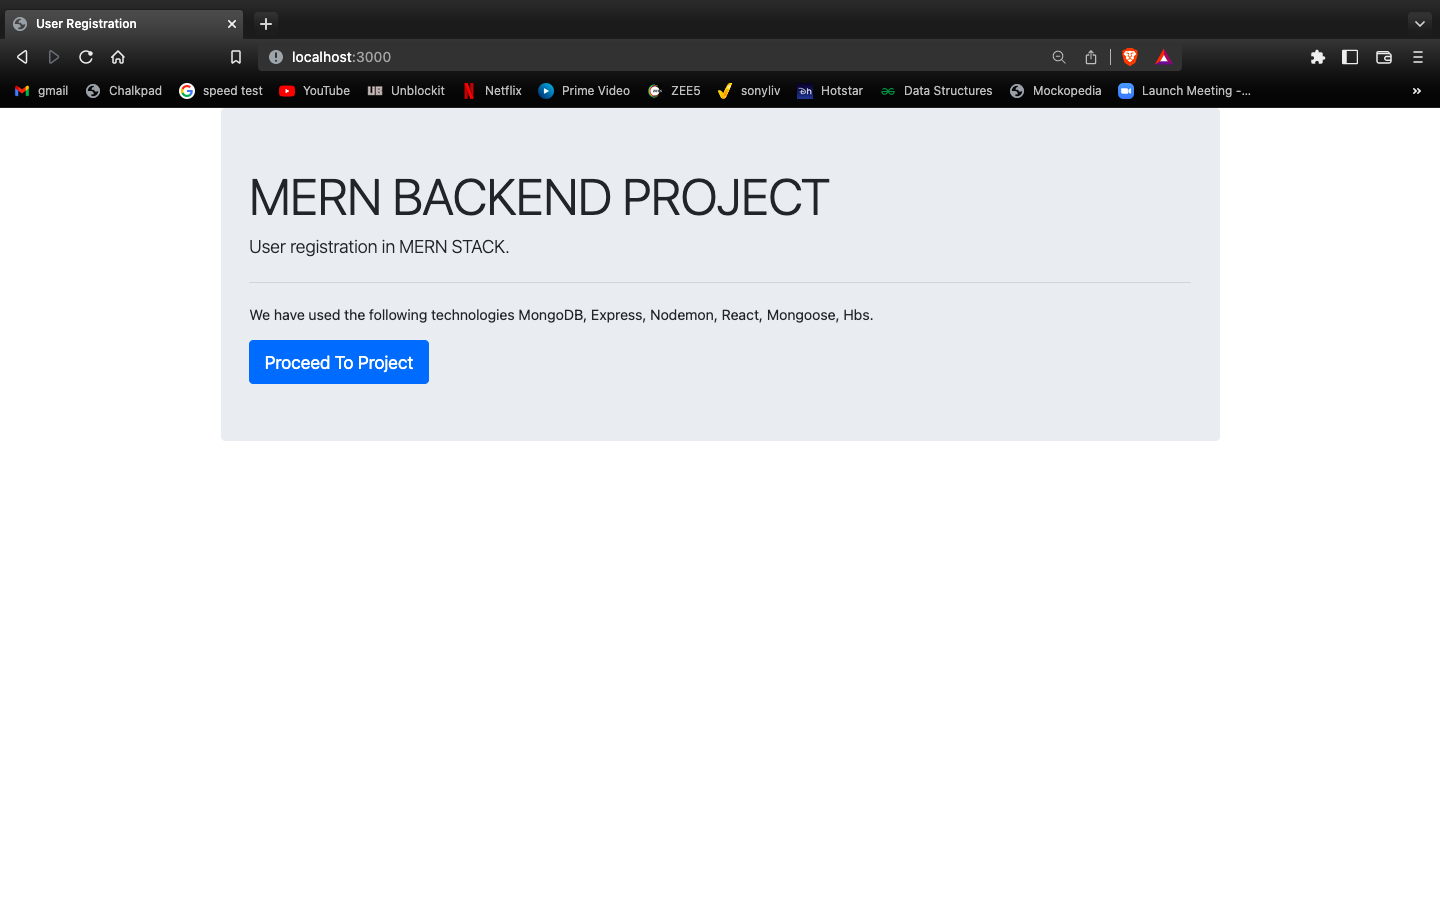 User Registration
localhost:3000
gmail Chalkpad speed test YouTube UB Unblockit Netflix Prime Video ZEE5 sonyliv Hotstar Data Structures Mockopedia Launch Meeting -...
MERN BACKEND PROJECT
User registration in MERN STACK.
We have used the following technologies MongoDB, Express, Nodemon, React, Mongoose, Hbs.
Proceed To Project